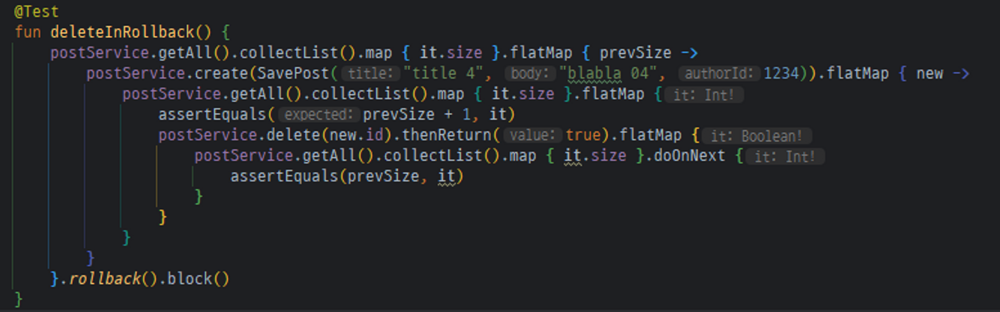 @Test
fun deleteInRollback() {
    postService.getAll().collectList().map { it.size }.flatMap { prevSize ->
        postService.create(SavePost( title: "title 4", body: "blabla 04", authorId: 1234)).flatMap { new ->
            postService.getAll().collectList().map { it.size }.flatMap { it: Int!
                assertEquals( expected: prevSize + 1, it)
                postService.delete(new.id).thenReturn( value: true).flatMap { it: Boolean!
                    postService.getAll().collectList().map { it.size }.doOnNext { it: Int!
                        assertEquals(prevSize, it)
                    }
                }
            }
        }
    }.rollback().block()
}